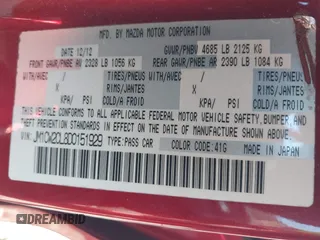 MFD. BY MAZDA MOTOR CORPORATION
DATE 12/12 GVWR/PNBV 4685 LB 2125 KG
FRONT GAWR/PNBE AV 2328 LB 1056 KG REAR GAWR/PNBE AR 2390 LB 1084 KG
WITH/AVEC / TIRES/PNEUS WITH/AVEC / TIRES/PNEUS
X RIMS/JANTES X RIMS/JANTES
KPA/ PSI COLD/A FROID KPA/ PSI COLD/A FROID
THIS VEHICLE CONFORMS TO ALL APPLICABLE FEDERAL MOTOR VEHICLE SAFETY, BUMPER, AND THEFT PREVENTION STANDARDS IN EFFECT ON THE DATE OF MANUFACTURE SHOWN ABOVE.
VIN: JM1CW2CL8D0151929 TYPE: PASS CAR
COLOR CODE: 41G MADE IN JAPAN